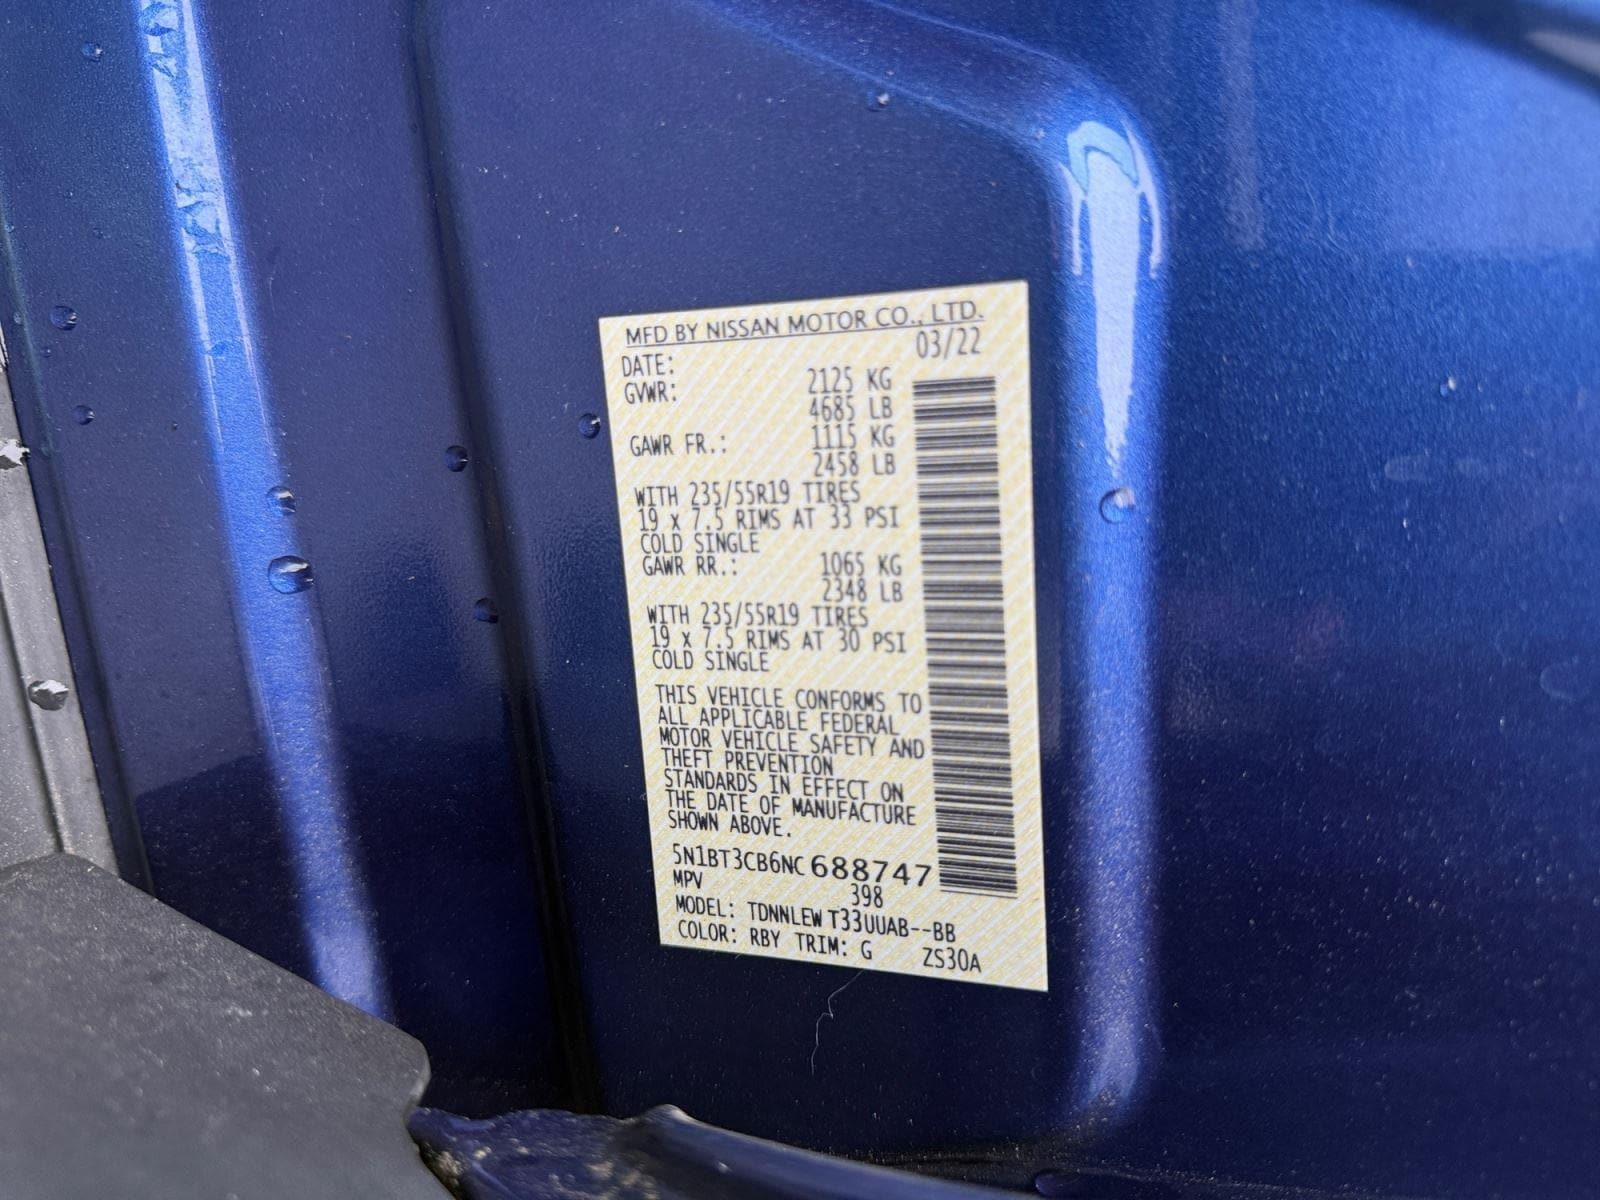 MFD BY NISSAN MOTOR CO., LTD.
DATE: 03/22
GVWR: 2125 KG
4685 LB
GAWR FR.: 1115 KG
2458 LB
WITH 235/55R19 TIRES
19 x 7.5 RIMS AT 33 PSI
COLD SINGLE
GAWR RR.: 1065 KG
2348 LB
WITH 235/55R19 TIRES
19 x 7.5 RIMS AT 30 PSI
COLD SINGLE
THIS VEHICLE CONFORMS TO
ALL APPLICABLE FEDERAL
MOTOR VEHICLE SAFETY AND
THEFT PREVENTION
STANDARDS IN EFFECT ON
THE DATE OF MANUFACTURE
SHOWN ABOVE.
5N1BT3CB6NC688747
MPV 398
MODEL: TDNNLEW T33UUAB--BB
COLOR: RBY TRIM: G ZS30A